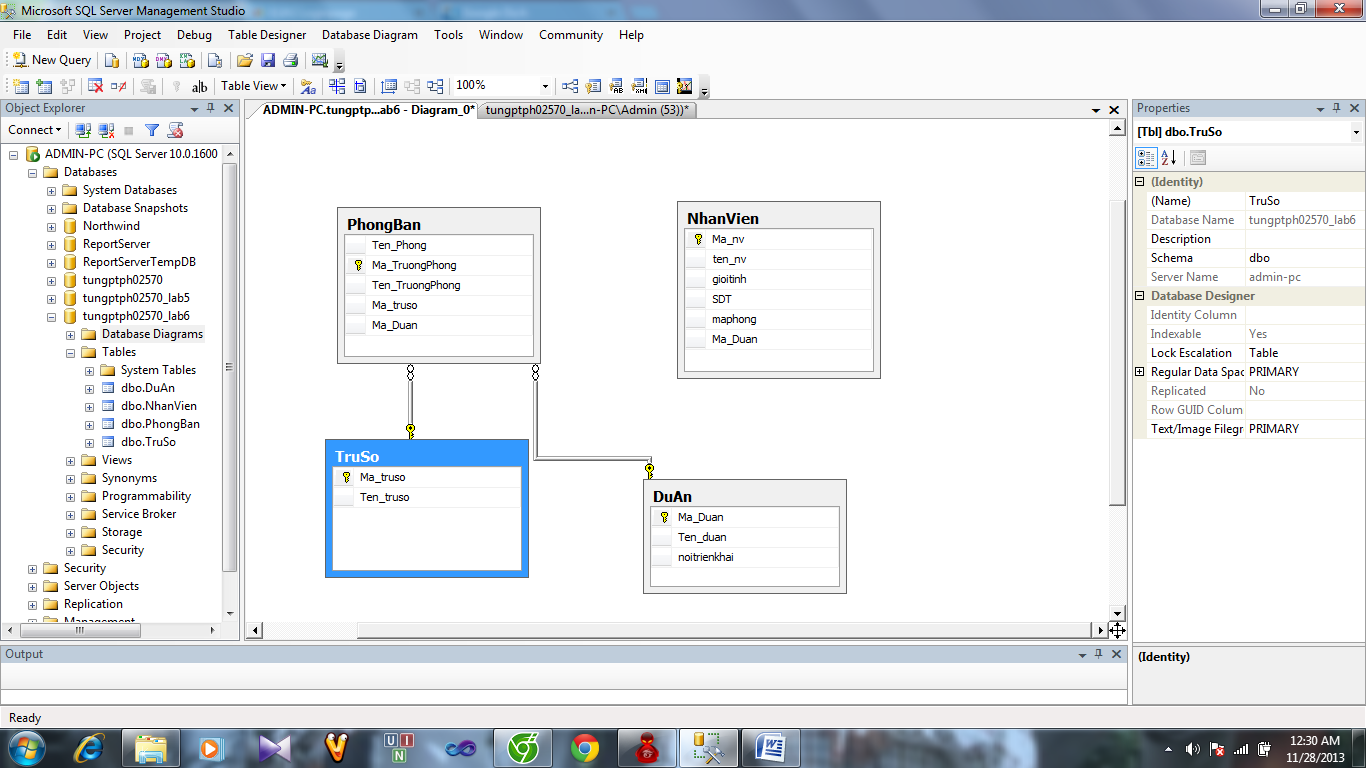 Microsoft SQL Server Management Studio
File Edit View Project Debug Table Designer Database Diagram Tools Window Community Help
New Query
Table View 100%
Object Explorer
Connect
ADMIN-PC (SQL Server 10.0.1600
Databases
System Databases
Database Snapshots
Northwind
ReportServer
ReportServerTempDB
tungptph02570
tungptph02570_lab5
tungptph02570_lab6
Database Diagrams
Tables
System Tables
dbo.DuAn
dbo.NhanVien
dbo.PhongBan
dbo.TruSo
Views
Synonyms
Programmability
Service Broker
Storage
Security
Security
Server Objects
Replication
Management
ADMIN-PC.tungptp...ab6 - Diagram_0* tungptph02570_la...n-PC\Admin (53))*
PhongBan
Ten_Phong
Ma_TruongPhong
Ten_TruongPhong
Ma_truso
Ma_Duan
NhanVien
Ma_nv
ten_nv
gioitinh
SDT
maphong
Ma_Duan
TruSo
Ma_truso
Ten_truso
DuAn
Ma_Duan
Ten_duan
noitrienkhai
Properties
[Tbl] dbo.TruSo
(Identity)
(Name) TruSo
Database Name tungptph02570_lab6
Description
Schema dbo
Server Name admin-pc
Database Designer
Identity Column
Indexable Yes
Lock Escalation Table
Regular Data Spac PRIMARY
Replicated No
Row GUID Colum
Text/Image Filegr PRIMARY
(Identity)
Output
Ready
12:30 AM
11/28/2013